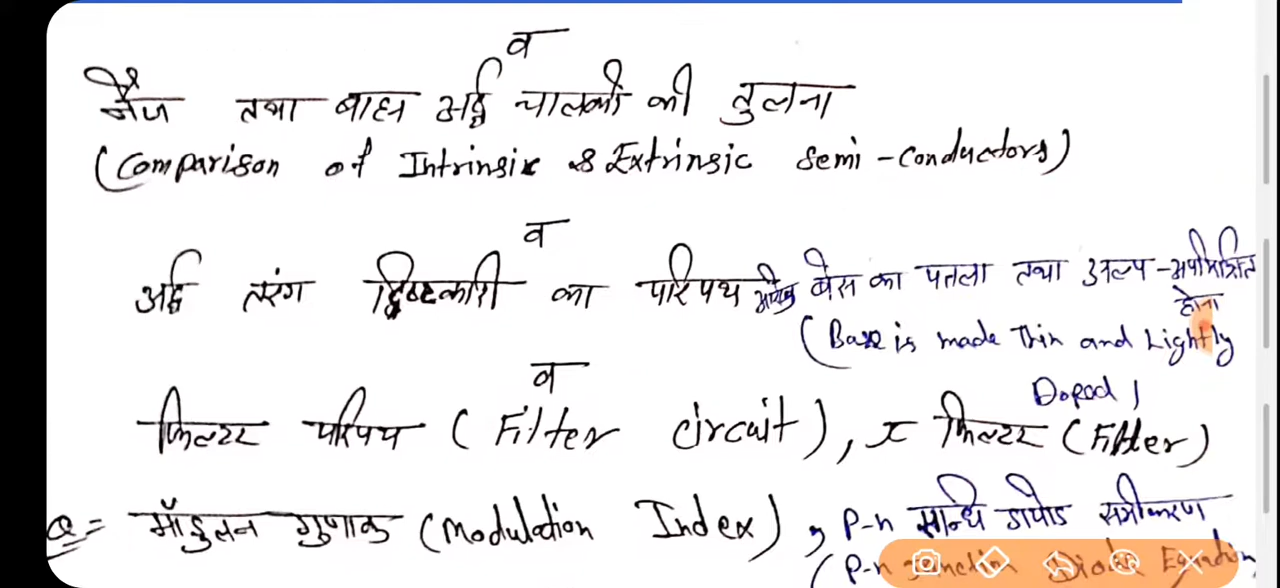 व
नैज तथा बाह्य अर्द्ध चालकों की तुलना
(Comparison of Intrinsic & Extrinsic Semi-conductors)
व
अर्द्ध तरंग दिष्टकारी का परिपथ बेस का पतला तथा अल्प-अपमिश्रित
होना
(Base is made Thin and Lightly
Doped)
व
फिल्टर परिपथ (Filter circuit), π फिल्टर (Filter)
Q= मॉडुलन गुणांक (Modulation Index), P-n सन्धि डायोड समीकरण
(P-n Junction Diode Equation)